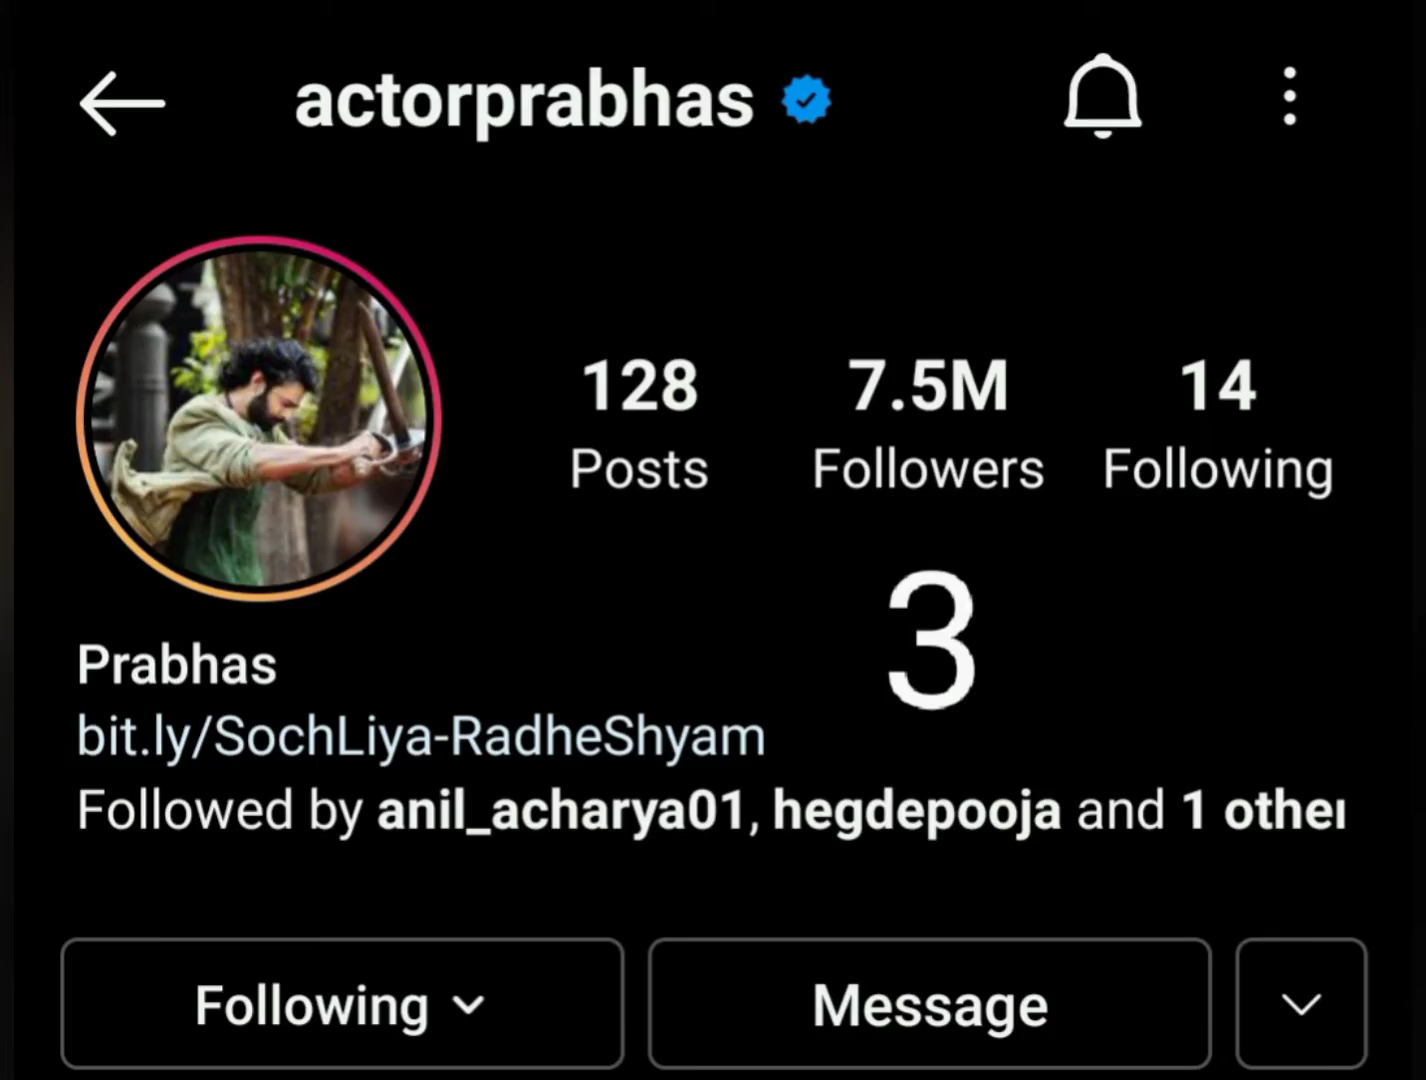 actorprabhas
128 7.5M 14
Posts Followers Following
3
Prabhas
bit.ly/SochLiya-RadheShyam
Followed by anil_acharya01, hegdepooja and 1 other
Following Message